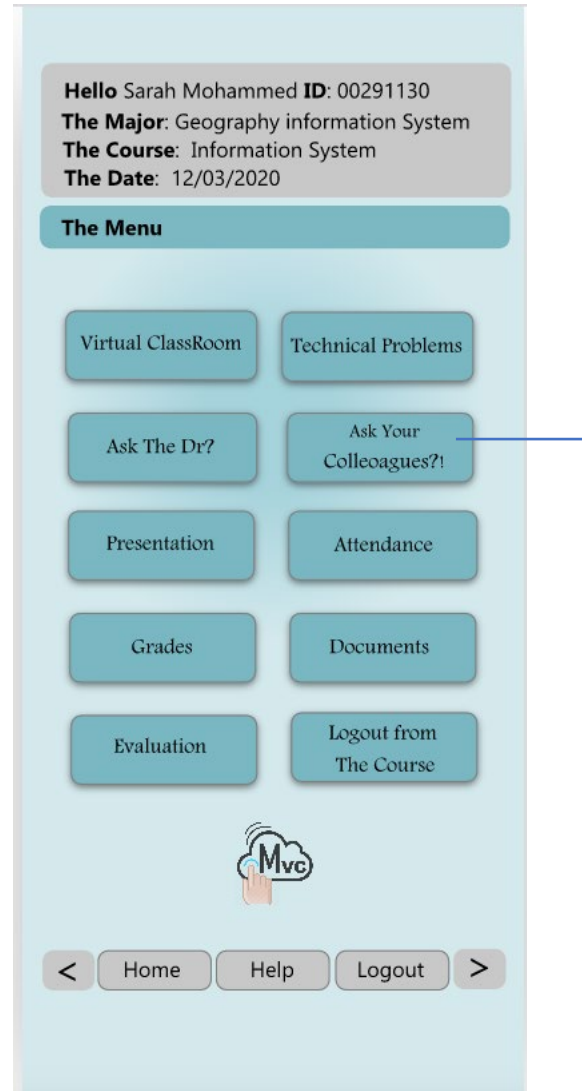 Hello Sarah Mohammed ID: 00291130
The Major: Geography information System
The Course: Information System
The Date: 12/03/2020
The Menu
Virtual ClassRoom
Technical Problems
Ask The Dr?
Ask Your
Colleoagues?!
Presentation
Attendance
Grades
Documents
Evaluation
Logout from
The Course
Mvc
< Home Help Logout >